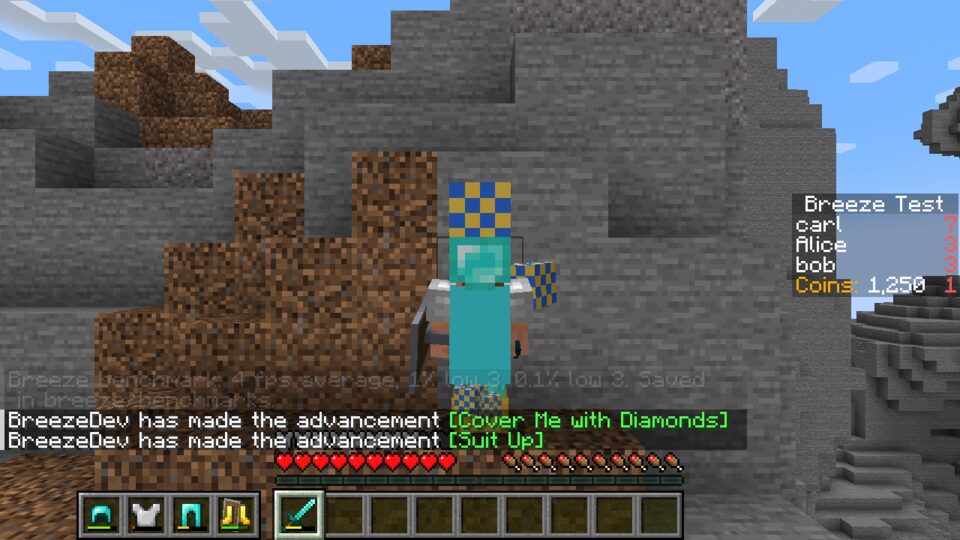 Breeze Test
carl
Alice 3
bob
Coins: 1,250 1
Breeze benchmark: 4 fps average, 1% low 3, 0.1% low 3. Saved
in breeze/benchmarks.
BreezeDev has made the advancement [Cover Me with Diamonds]
BreezeDev has made the advancement [Suit Up]